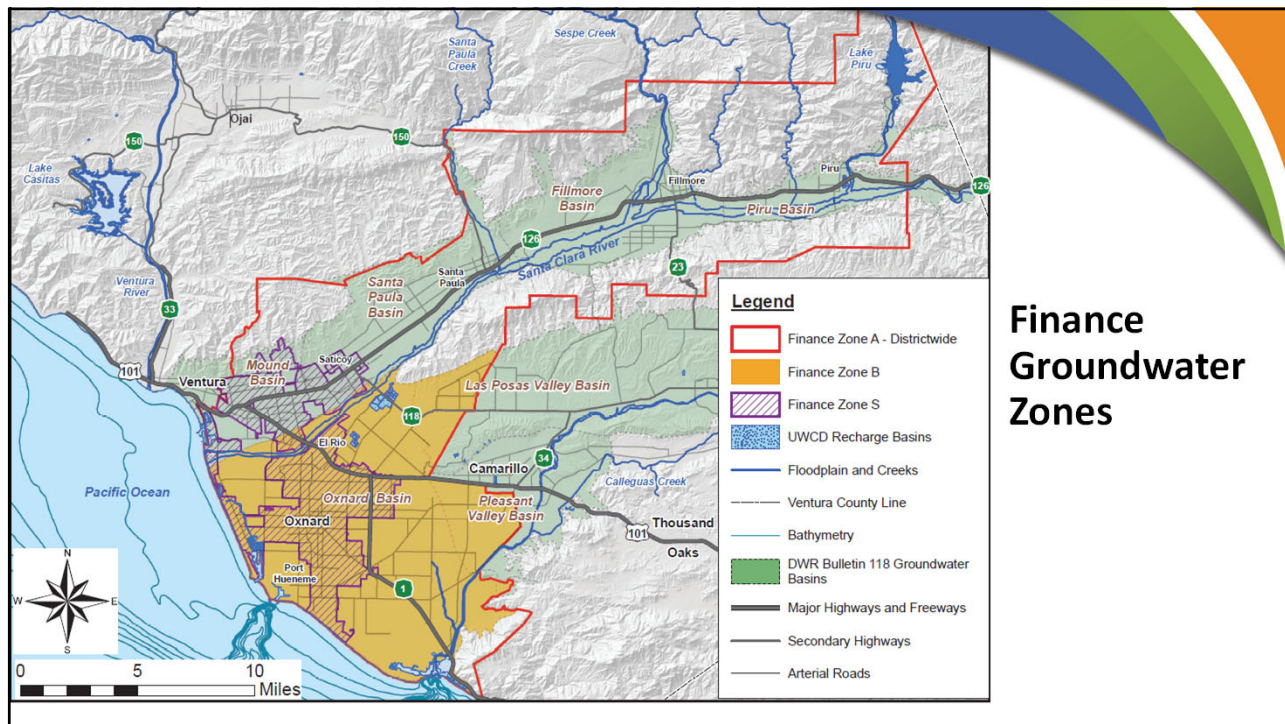 Santa
Paula
Creek
Sespe Creek
Lake
Piru
150
Ojai
150
Lake
Casitas
Fillmore
Basin
Fillmore
Piru
126
Piru Basin
126
Santa Clara River
23
Santa
Paula
Santa
Paula
Basin
Ventura
River
33
101
Ventura
Mound
Basin
Saticoy
Las Posas Valley Basin
118
El Rio
Camarillo
34
Calleguas Creek
Pacific Ocean
Oxnard Basin
Oxnard
Pleasant
Valley Basin
Thousand
Oaks
101
Port
Hueneme
1
N
W
E
S
0
5
10
Miles
Legend
Finance Zone A - Districtwide
Finance Zone B
Finance Zone S
UWCD Recharge Basins
Floodplain and Creeks
Ventura County Line
Bathymetry
DWR Bulletin 118 Groundwater
Basins
Major Highways and Freeways
Secondary Highways
Arterial Roads
Finance
Groundwater
Zones